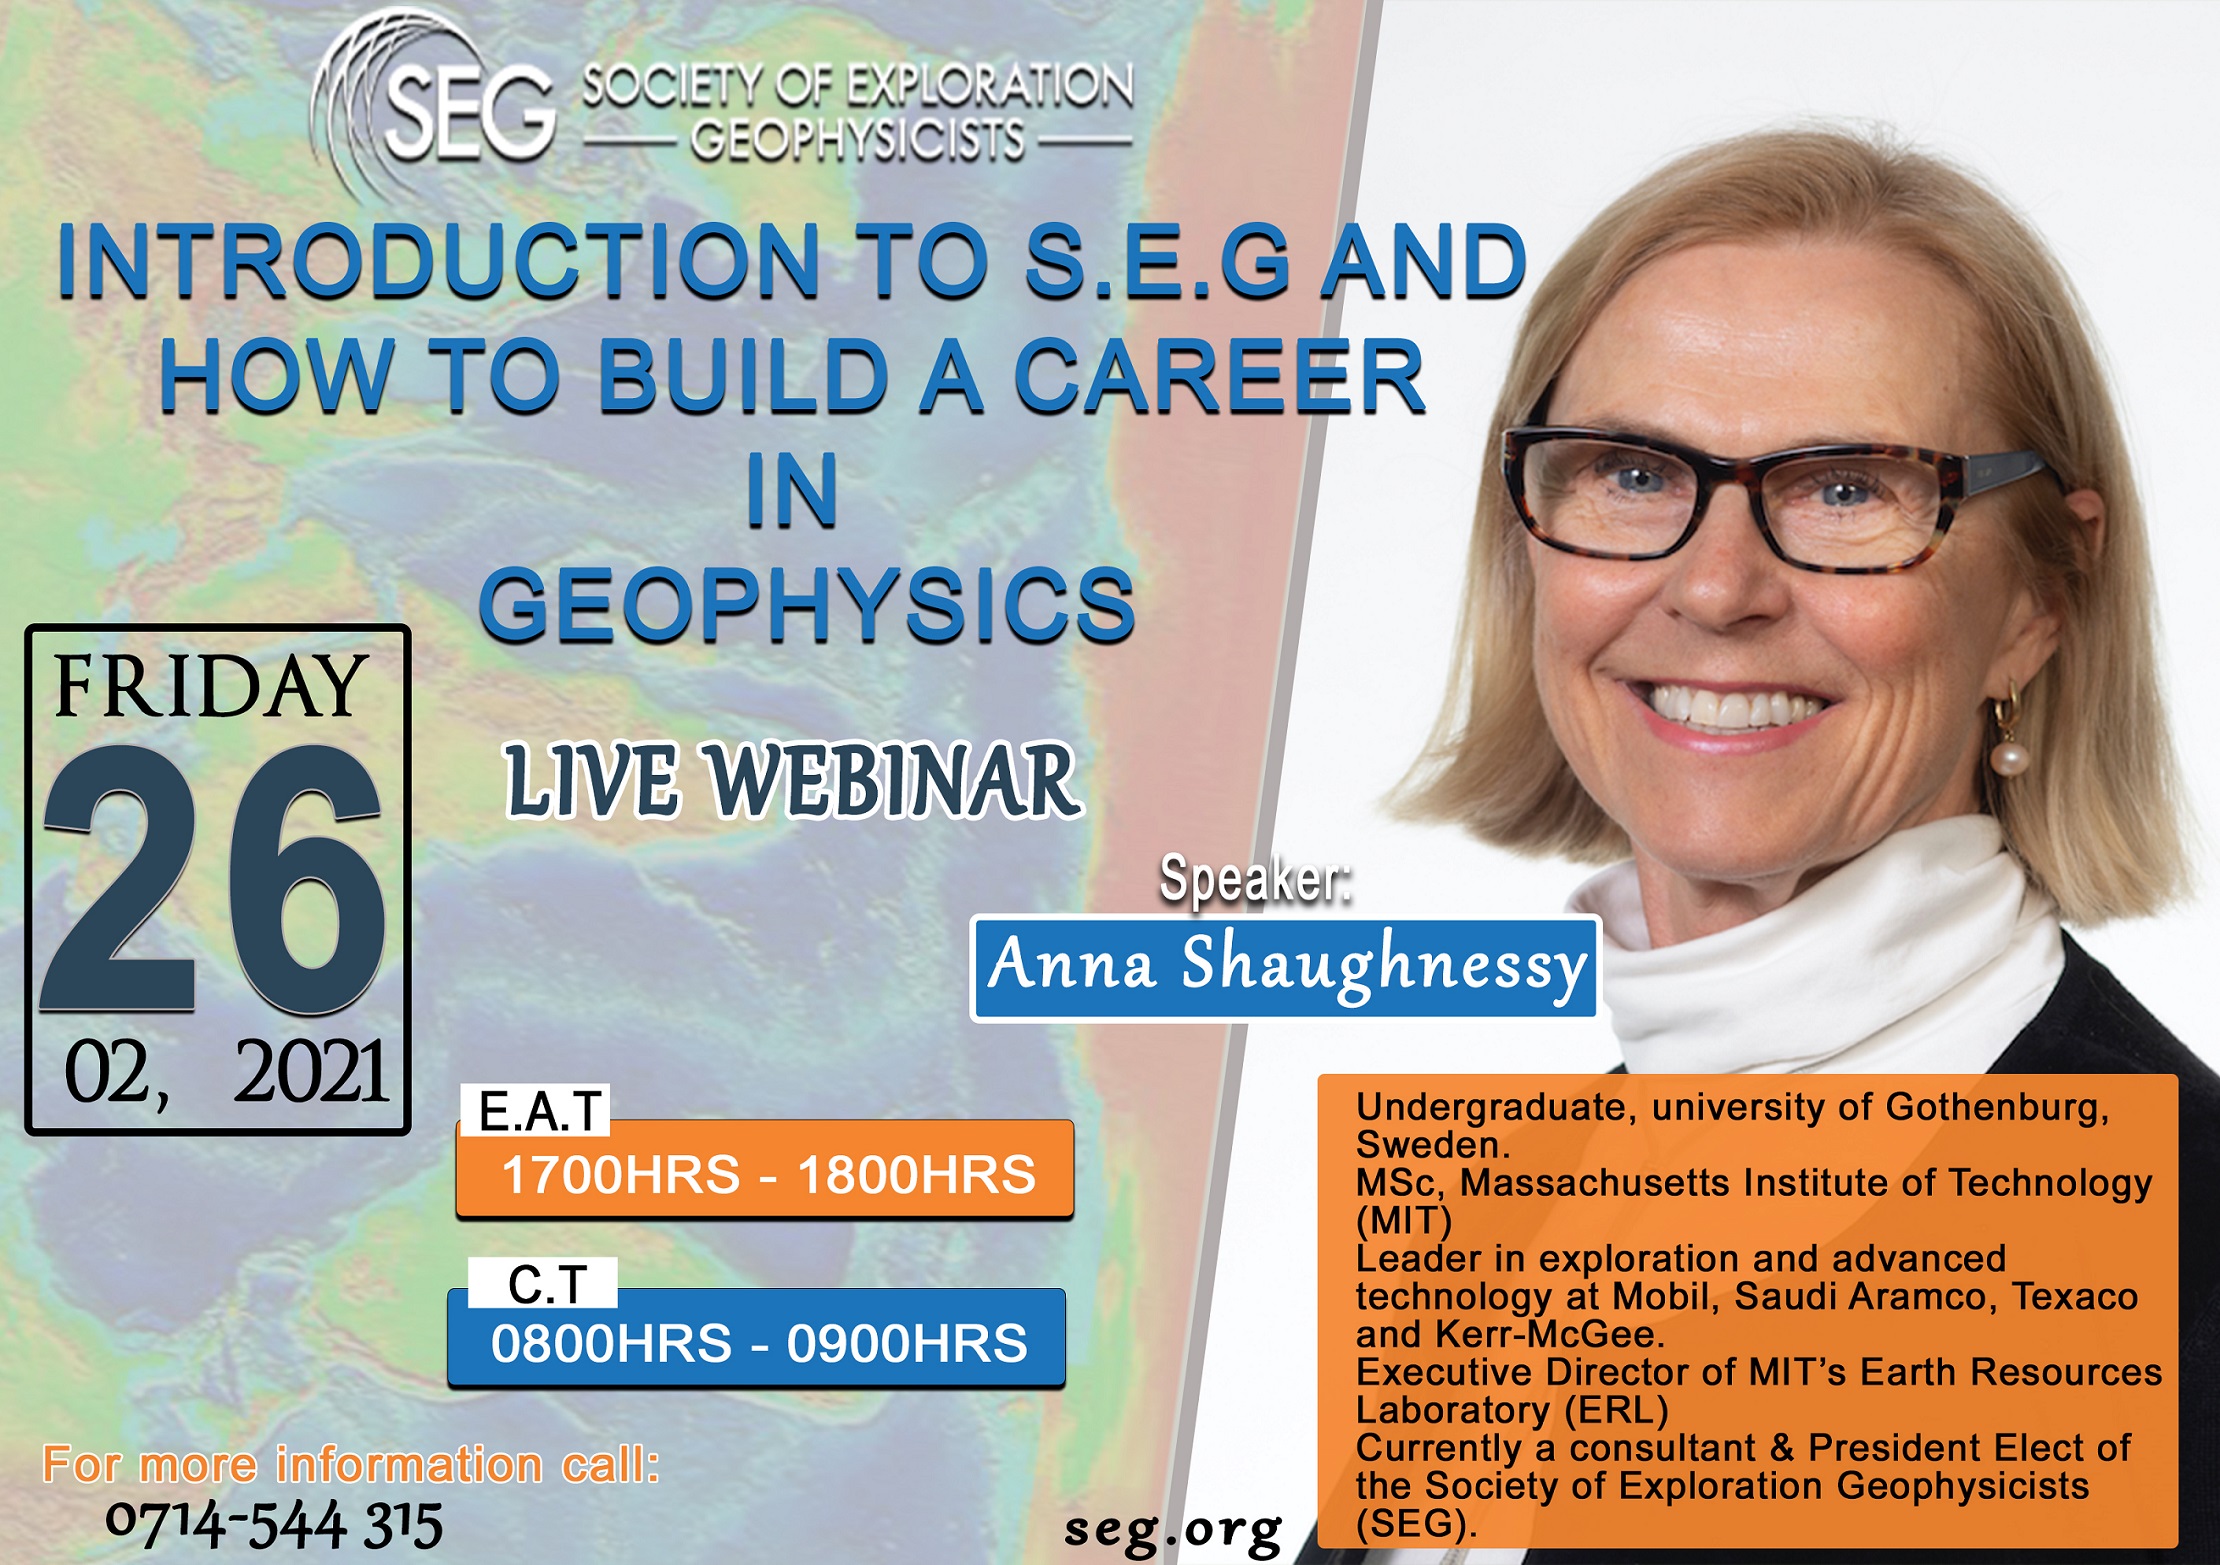 SEG SOCIETY OF EXPLORATION
GEOPHYSICISTS
INTRODUCTION TO S.E.G AND
HOW TO BUILD A CAREER
IN
GEOPHYSICS
FRIDAY
26
02, 2021
LIVE WEBINAR
Speaker:
Anna Shaughnessy
E.A.T
1700HRS - 1800HRS
C.T
0800HRS - 0900HRS
Undergraduate, university of Gothenburg,
Sweden.
MSc, Massachusetts Institute of Technology
(MIT)
Leader in exploration and advanced
technology at Mobil, Saudi Aramco, Texaco
and Kerr-McGee.
Executive Director of MIT's Earth Resources
Laboratory (ERL)
Currently a consultant & President Elect of
the Society of Exploration Geophysicists
(SEG).
For more information call:
0714-544 315
seg.org